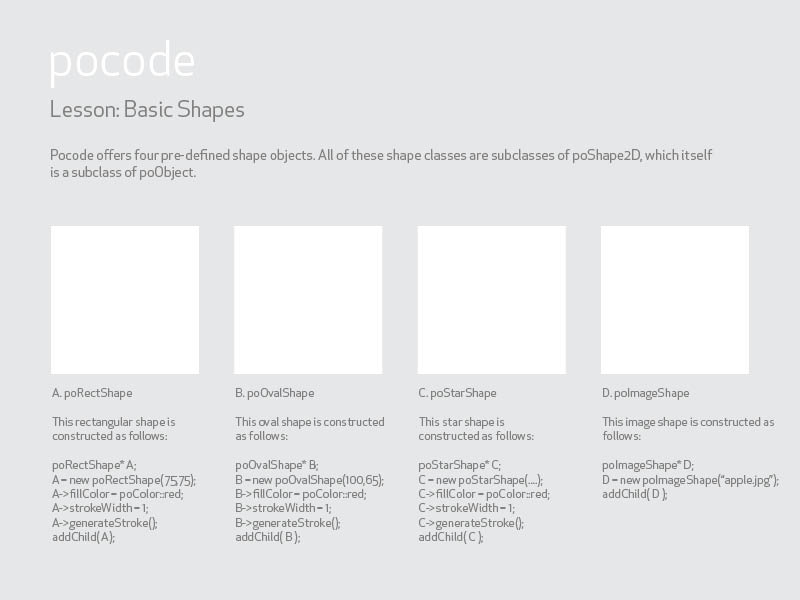 pocode
Lesson: Basic Shapes
Pocode offers four pre-defined shape objects. All of these shape classes are subclasses of poShape2D, which itself
is a subclass of poObject.
A. poRectShape
This rectangular shape is
constructed as follows:
poRectShape* A;
A = new poRectShape(75,75);
A->fillColor = poColor::red;
A->strokeWidth = 1;
A->generateStroke();
addChild( A );
B. poOvalShape
This oval shape is constructed
as follows:
poOvalShape* B;
B = new poOvalShape(100,65);
B->fillColor = poColor::red;
B->strokeWidth = 1;
B->generateStroke();
addChild( B );
C. poStarShape
This star shape is
constructed as follows:
poStarShape* C;
C = new poStarShape(....);
C->fillColor = poColor::red;
C->strokeWidth = 1;
C->generateStroke();
addChild( C );
D. poImageShape
This image shape is constructed as
follows:
poImageShape* D;
D = new poImageShape(“apple.jpg”);
addChild( D );